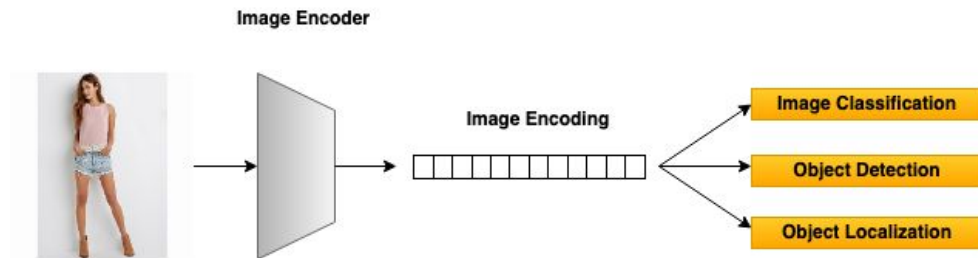 Image Encoder
Image Encoding
Image Classification
Object Detection
Object Localization